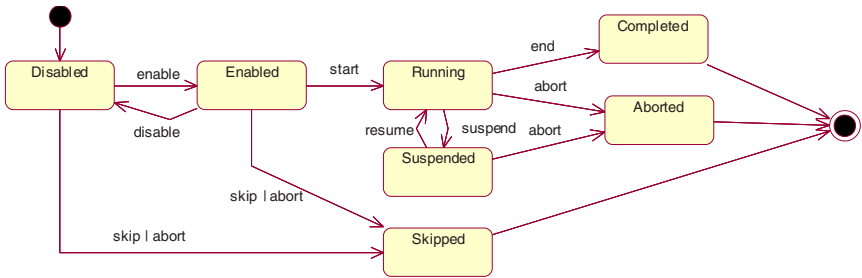 Completed
end
Disabled
enable
Enabled
start
Running
abort
Aborted
disable
resume
suspend
abort
Suspended
skip | abort
skip | abort
Skipped